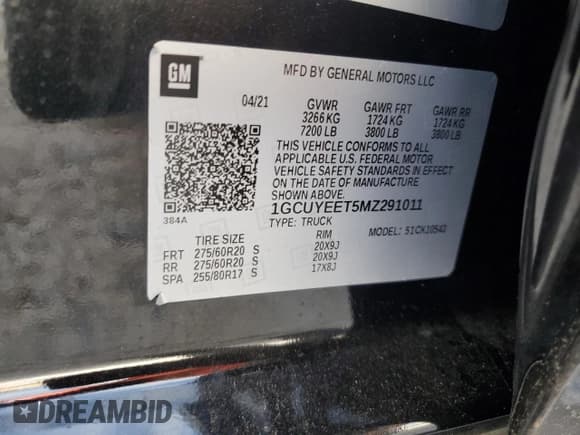 GM
MFD BY GENERAL MOTORS LLC
04/21 GVWR GAWR FRT GAWR RR
3266 KG 1724 KG 1724 KG
7200 LB 3800 LB 3800 LB
THIS VEHICLE CONFORMS TO ALL
APPLICABLE U.S. FEDERAL MOTOR
VEHICLE SAFETY STANDARDS IN
EFFECT ON THE DATE OF MANUFACTURE
SHOWN ABOVE.
384A
1GCUYEET5MZ291011
TYPE: TRUCK MODEL: 51CK10543
TIRE SIZE RIM
FRT 275/60R20 S 20X9J
RR 275/60R20 S 20X9J
SPA 255/80R17 S 17X8J
DREAMBID